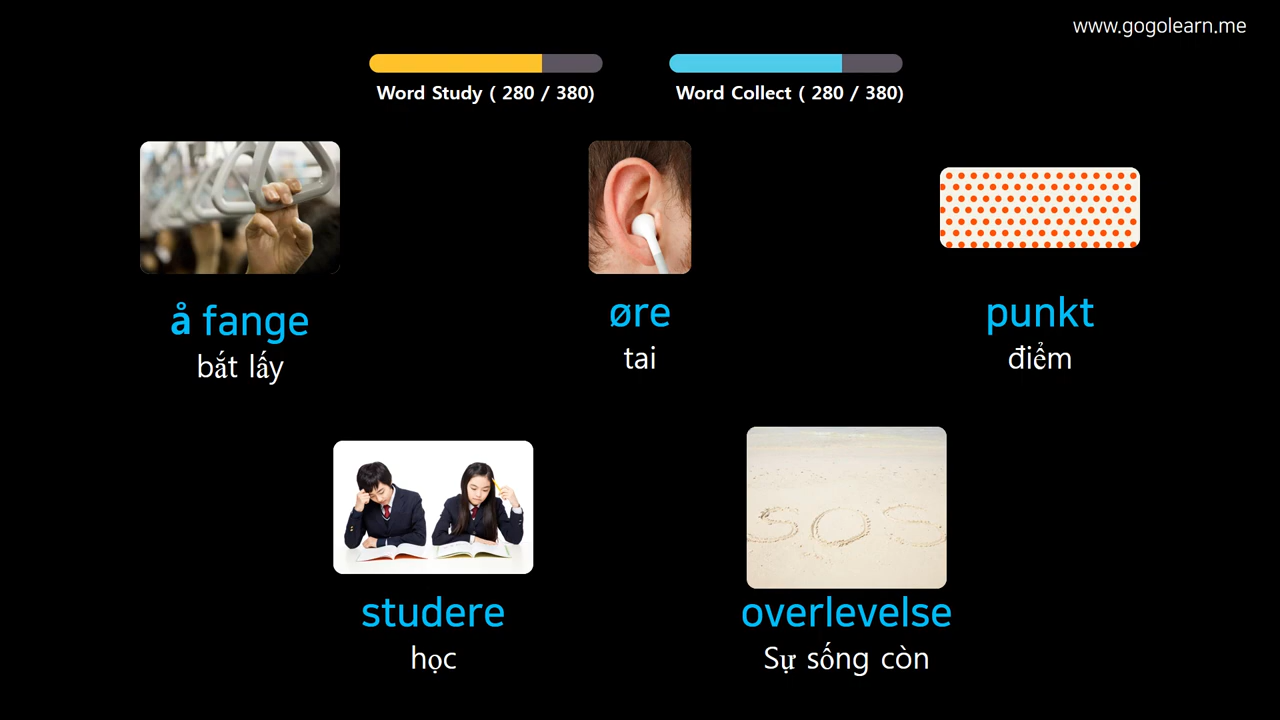 www.gogolearn.me
Word Study ( 280 / 380)
Word Collect ( 280 / 380)
å fange
bắt lấy
øre
tai
punkt
điểm
studere
học
SOS
overlevelse
Sự sống còn